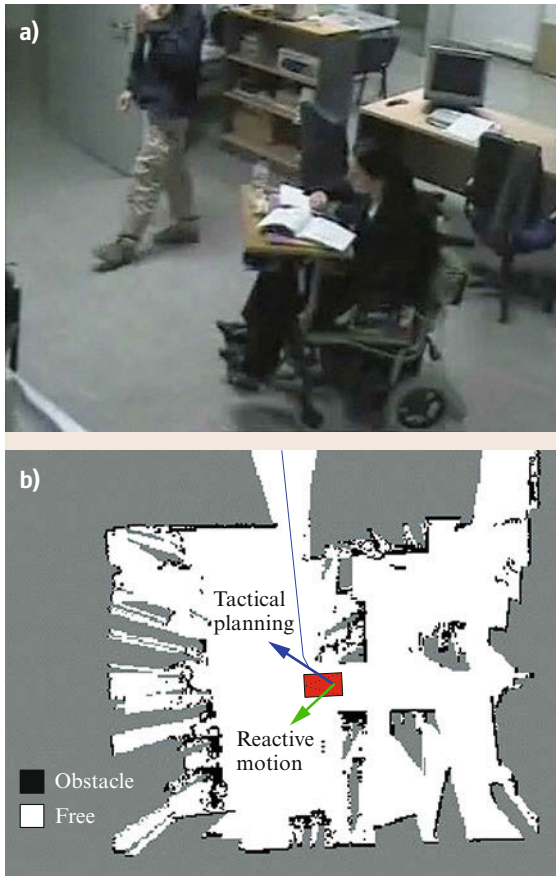 a)
b)
Tactical
planning
Reactive
motion
Obstacle
Free